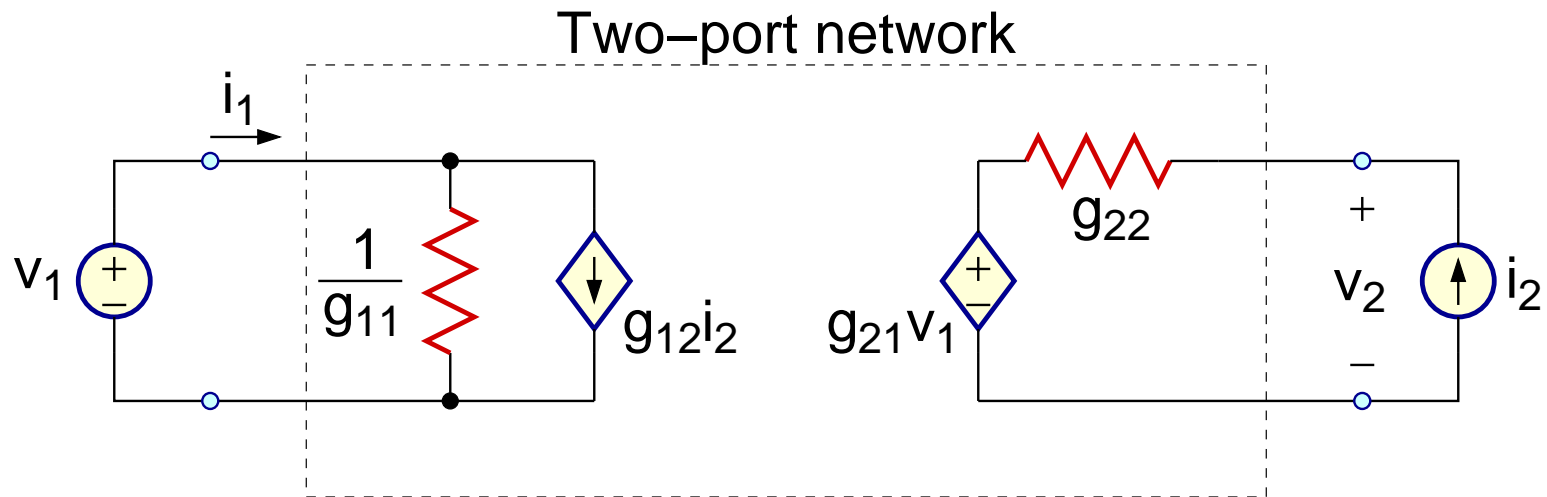 Two–port network
i₁
v₁
+
−
1
g₁₁
g₁₂i₂
g₂₁v₁
+
−
g₂₂
+
v₂
−
i₂